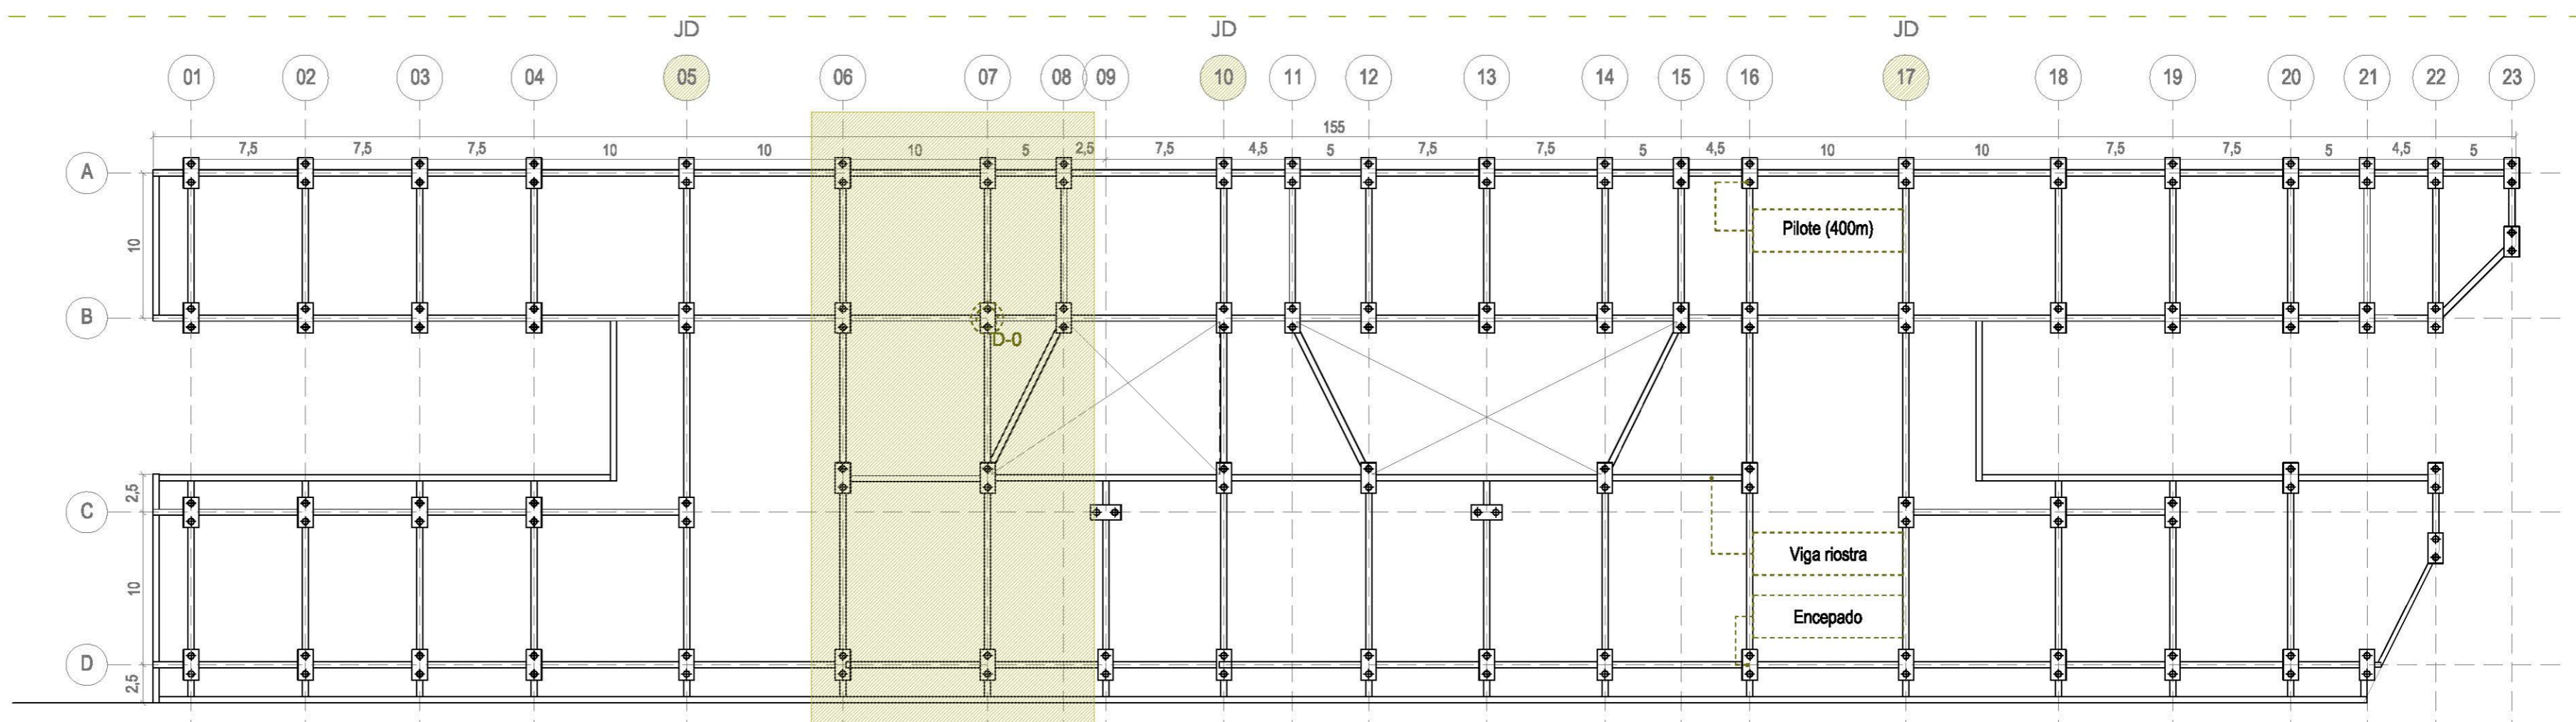 JD JD JD
01 02 03 04 05 06 07 08 09 10 11 12 13 14 15 16 17 18 19 20 21 22 23
155
7,5 7,5 7,5 10 10 10 5 2,5 7,5 4,5 5 7,5 7,5 5 4,5 10 10 7,5 7,5 5 4,5 5
A
Pilote (400m)
10
B
D-0
2,5
C
Viga riostra
10
Encepado
D
2,5